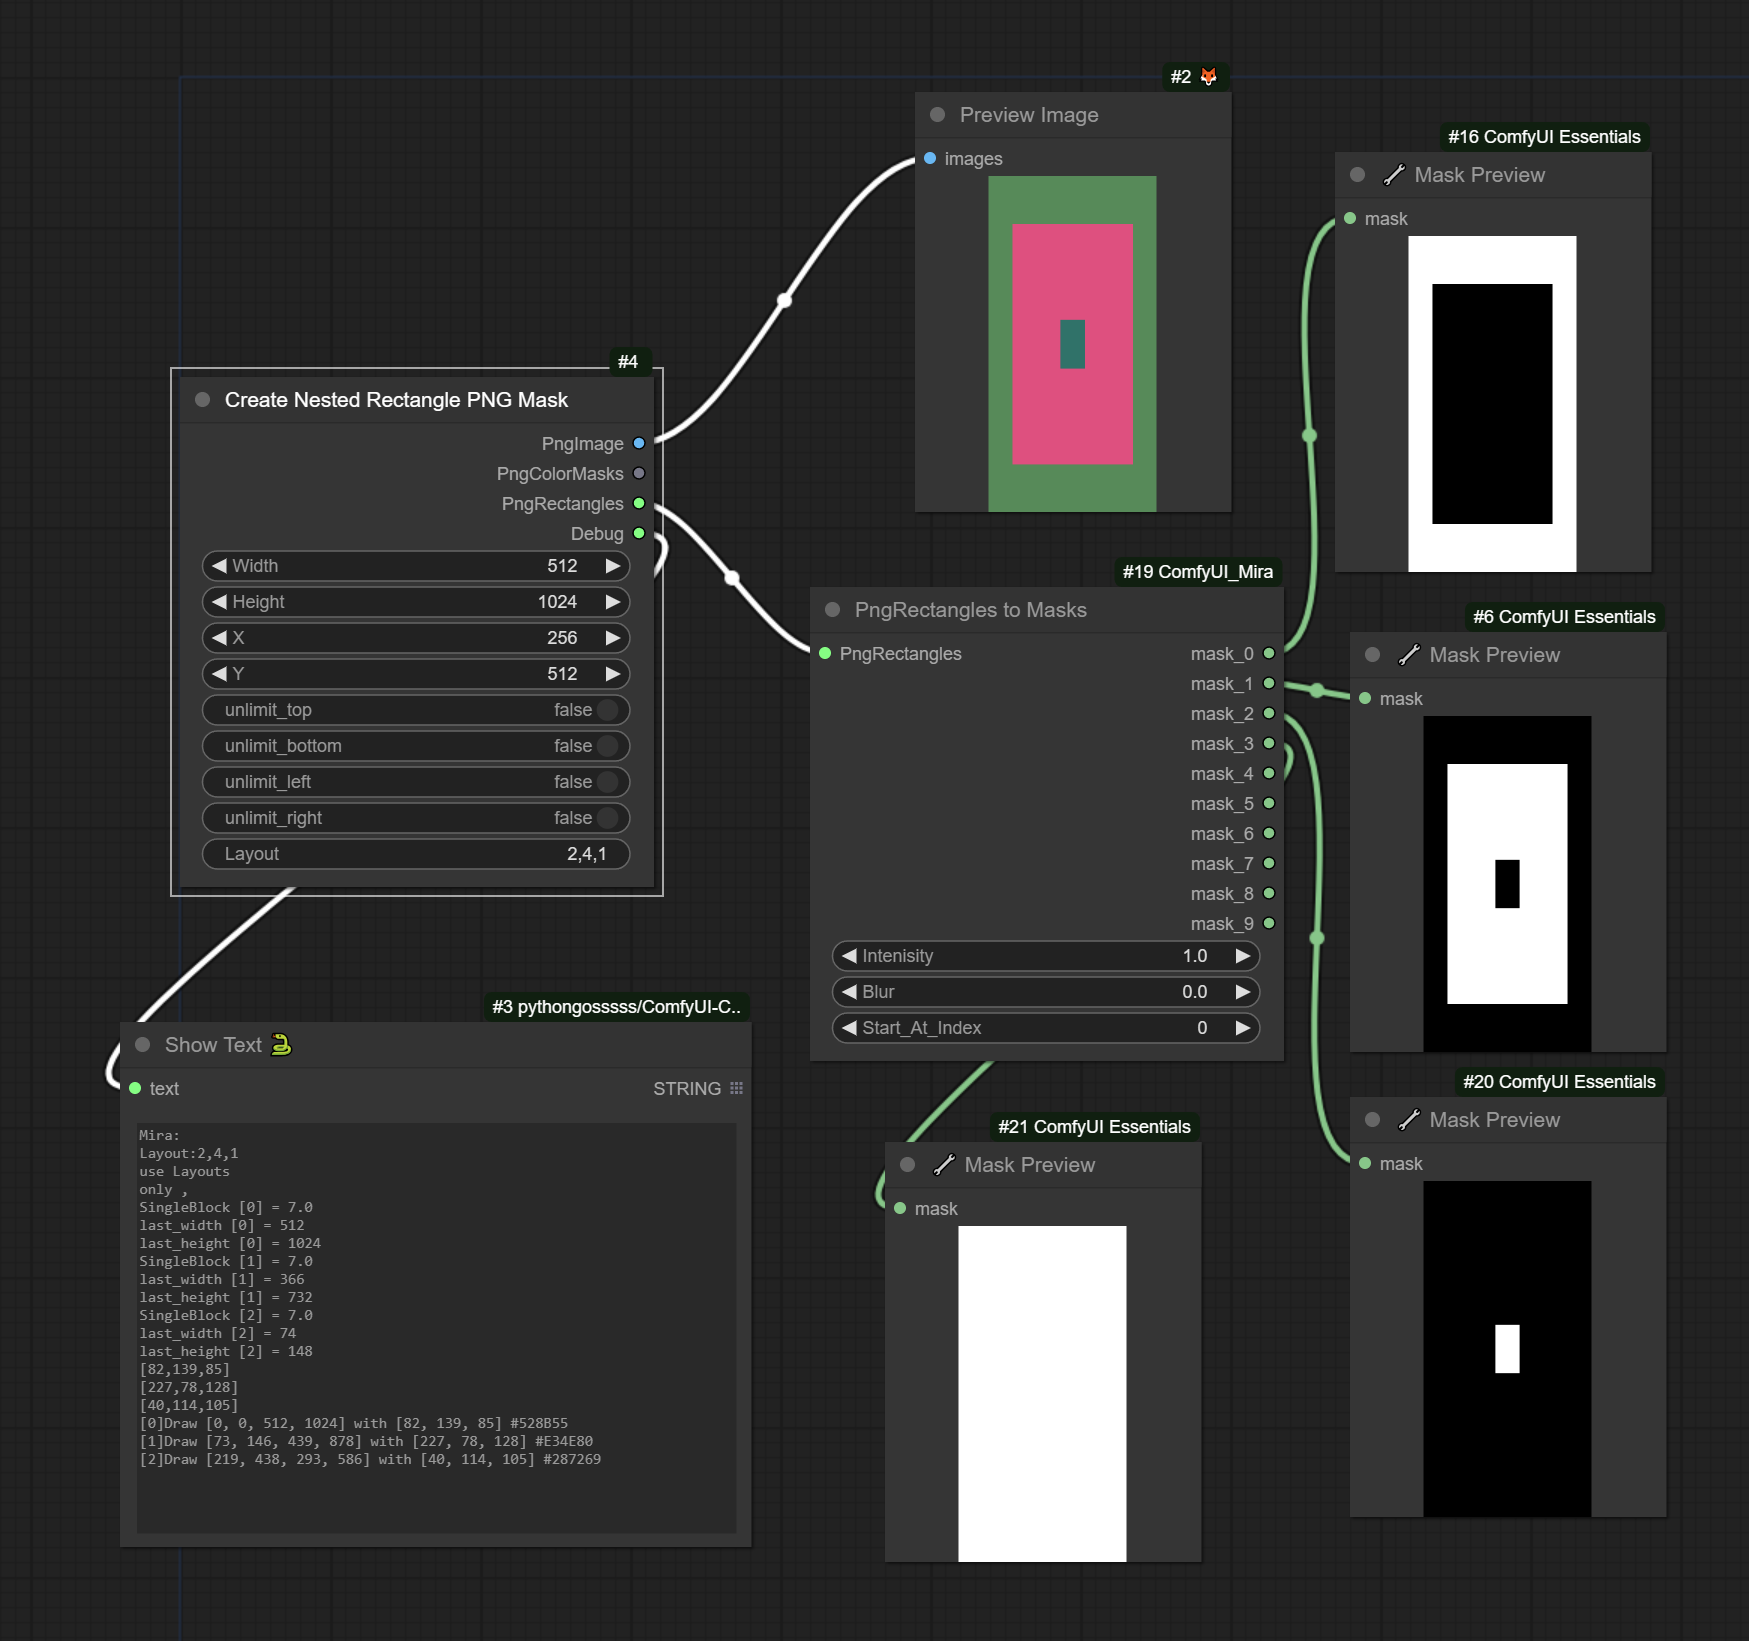 #2
Preview Image
images
#16 ComfyUI Essentials
Mask Preview
mask
#4
Create Nested Rectangle PNG Mask
PngImage
PngColorMasks
PngRectangles
Debug
Width 512
Height 1024
X 256
Y 512
unlimit_top false
unlimit_bottom false
unlimit_left false
unlimit_right false
Layout 2,4,1
#19 ComfyUI_Mira
PngRectangles to Masks
PngRectangles mask_0
mask_1
mask_2
mask_3
mask_4
mask_5
mask_6
mask_7
mask_8
mask_9
Intenisity 1.0
Blur 0.0
Start_At_Index 0
#6 ComfyUI Essentials
Mask Preview
mask
#3 pythongosssss/ComfyUI-C..
Show Text
text STRING
Mira:
Layout:2,4,1
use Layouts
only ,
SingleBlock [0] = 7.0
last_width [0] = 512
last_height [0] = 1024
SingleBlock [1] = 7.0
last_width [1] = 366
last_height [1] = 732
SingleBlock [2] = 7.0
last_width [2] = 74
last_height [2] = 148
[82,139,85]
[227,78,128]
[40,114,105]
[0]Draw [0, 0, 512, 1024] with [82, 139, 85] #528B55
[1]Draw [73, 146, 439, 878] with [227, 78, 128] #E34E80
[2]Draw [219, 438, 293, 586] with [40, 114, 105] #287269
#21 ComfyUI Essentials
Mask Preview
mask
#20 ComfyUI Essentials
Mask Preview
mask